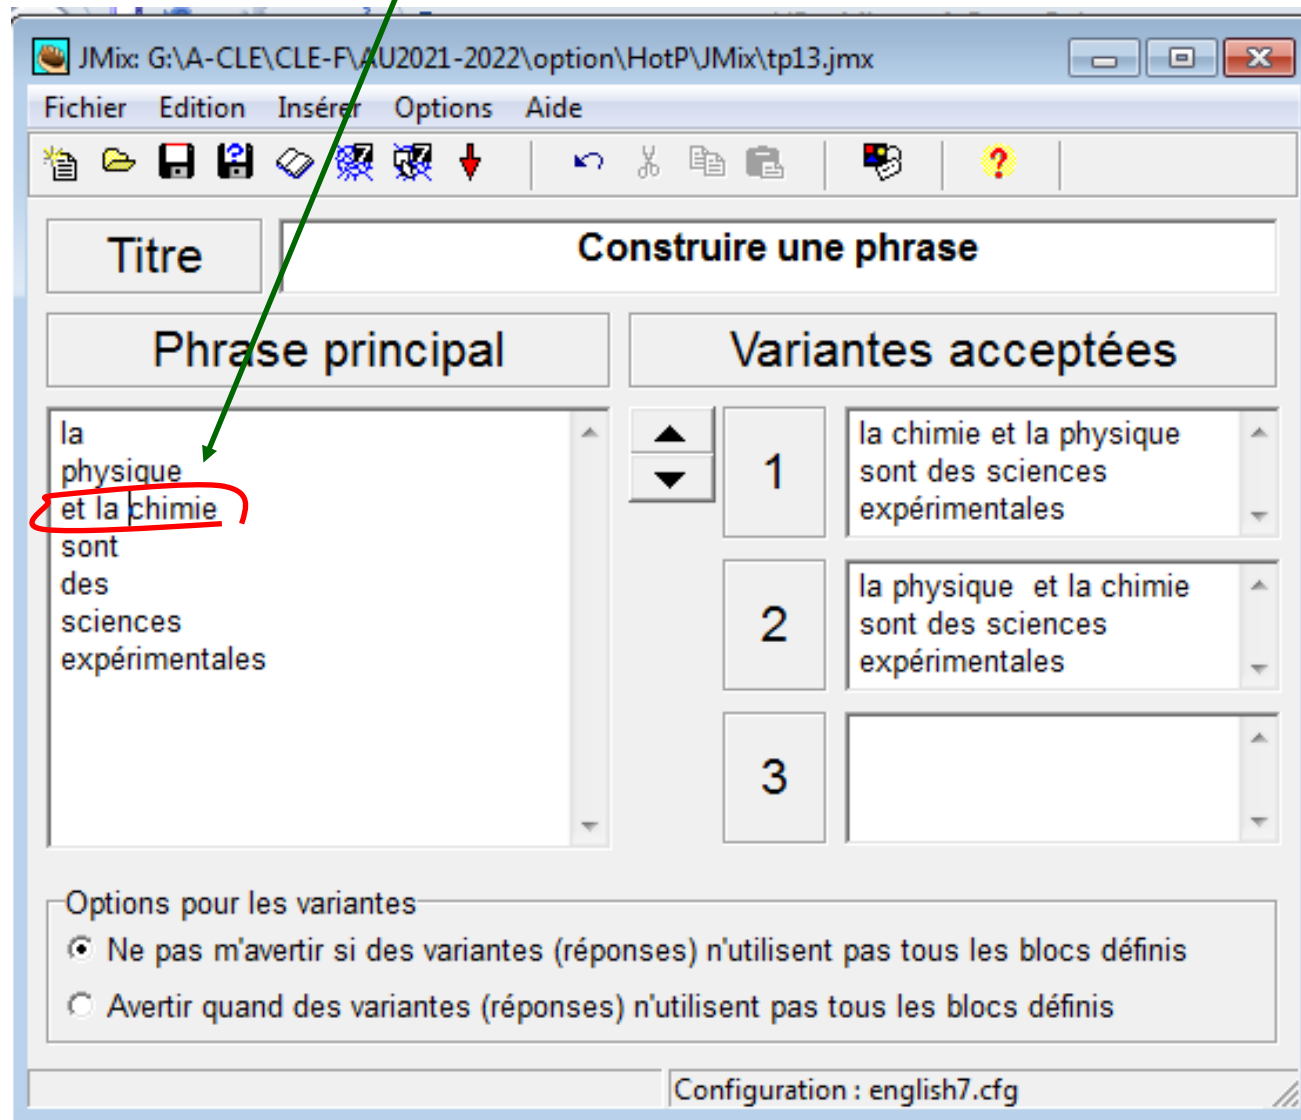 JMix: G:\A-CLE\CLE-F\AU2021-2022\option\HotP\JMix\tp13.jmx
Fichier Edition Insérer Options Aide
Titre
Construire une phrase
Phrase principal
Variantes acceptées
la
physique
et la chimie
sont
des
sciences
expérimentales
1
la chimie et la physique
sont des sciences
expérimentales
2
la physique  et la chimie
sont des sciences
expérimentales
3
Options pour les variantes
Ne pas m'avertir si des variantes (réponses) n'utilisent pas tous les blocs définis
Avertir quand des variantes (réponses) n'utilisent pas tous les blocs définis
Configuration : english7.cfg